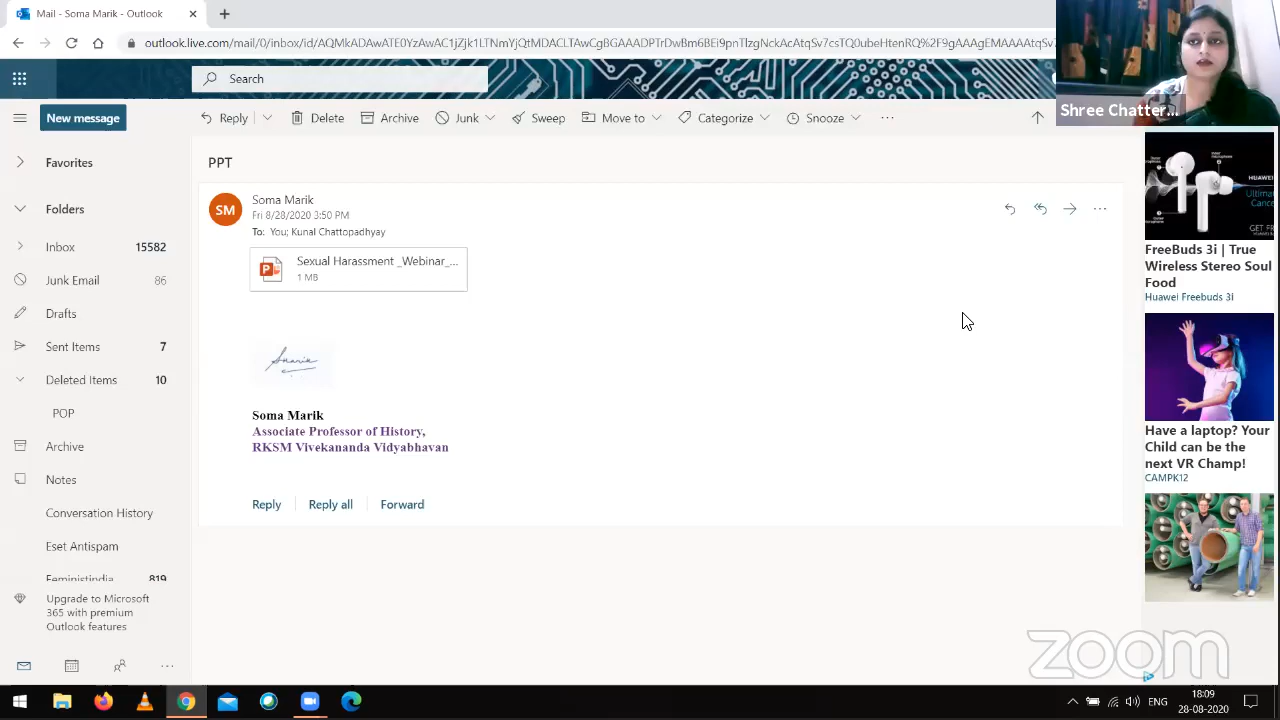 Mail - Soma Marik - Outlook
outlook.live.com/mail/0/inbox/id/
Search
New message
Reply
Delete
Archive
Junk
Sweep
Move to
Categorize
Snooze
Shree Chatter...
Favorites
Folders
Inbox 15582
Junk Email 86
Drafts
Sent Items 7
Deleted Items 10
POP
Archive
Notes
Conversation History
Eset Antispam
Feministindia 819
Upgrade to Microsoft
365 with premium
Outlook features
PPT
SM
Soma Marik
Fri 8/28/2020 3:50 PM
To: You; Kunal Chattopadhyay
Sexual Harassment _Webinar_...
1 MB
Soma Marik
Associate Professor of History,
RKSM Vivekananda Vidyabhavan
Reply
Reply all
Forward
HUAWEI
Ultima
Cance
GET FR
FreeBuds 3i | True
Wireless Stereo Soul
Food
Huawei Freebuds 3i
Have a laptop? Your
Child can be the
next VR Champ!
CAMPK12
zoom
ENG
18:09
28-08-2020